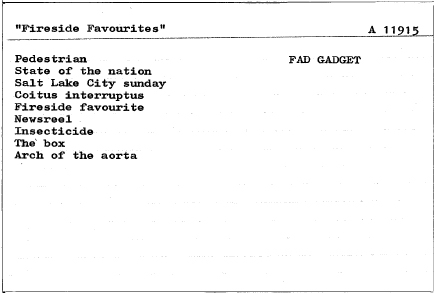 "Fireside Favourites" A 11915
Pedestrian FAD GADGET
State of the nation
Salt Lake City sunday
Coitus interruptus
Fireside favourite
Newsreel
Insecticide
The box
Arch of the aorta